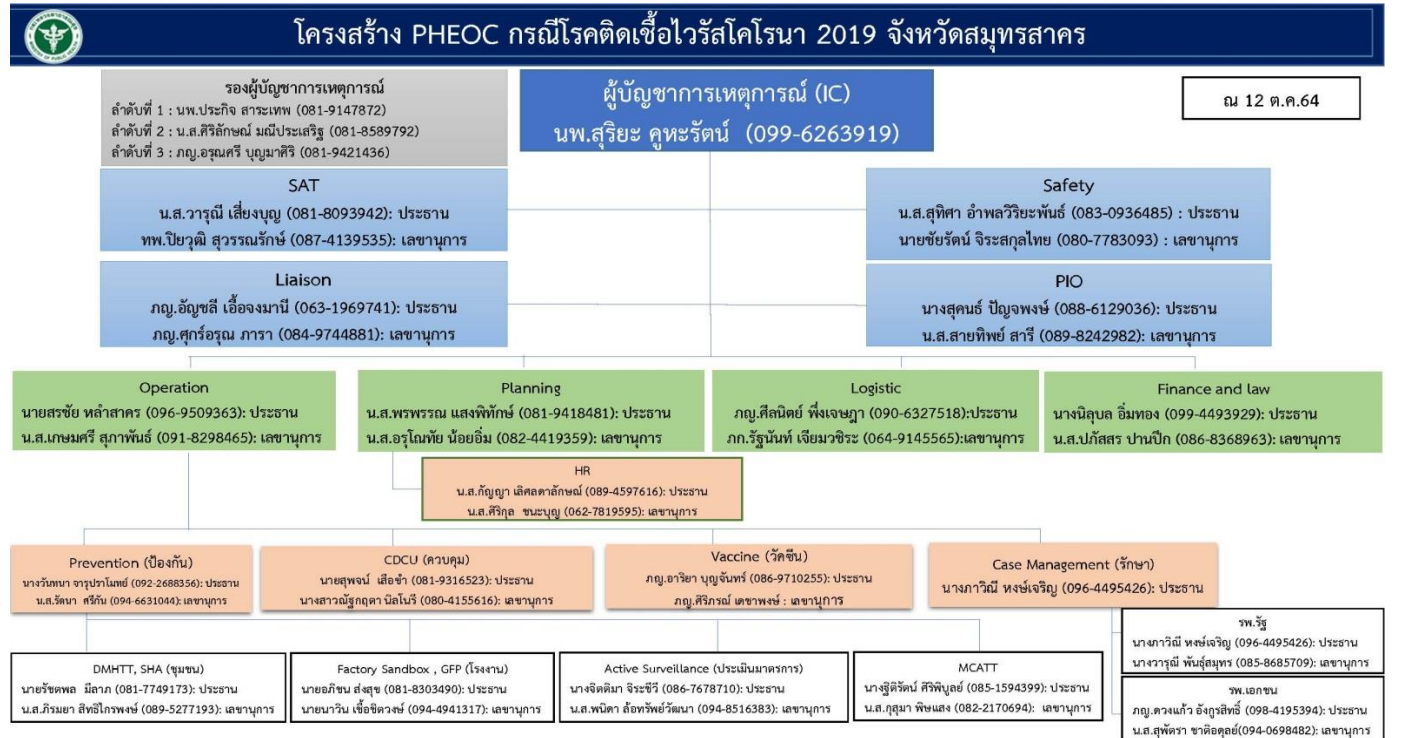 โครงสร้าง PHEOC กรณีโรคติดเชื้อไวรัสโคโรนา 2019 จังหวัดสมุทรสาคร
รองผู้บัญชาการเหตุการณ์
ลำดับที่ 1 : นพ.ประกิจ สาระเทพ (081-9147872)
ลำดับที่ 2 : น.ส.ศิริลักษณ์ มณีประเสริฐ (081-8589792)
ลำดับที่ 3 : ภญ.อรุณศรี บุญมาศิริ (081-9421436)
ผู้บัญชาการเหตุการณ์ (IC)
นพ.สุริยะ คูหะรัตน์ (099-6263919)
ณ 12 ต.ค.64
SAT
น.ส.วารุณี เสี่ยงบุญ (081-8093942): ประธาน
ทพ.ปิยวุฒิ สุวรรณรักษ์ (087-4139535): เลขานุการ
Safety
น.ส.สุทิศา อำพลวิริยะพันธ์ (083-0936485) : ประธาน
นายชัยรัตน์ จิระสกุลไทย (080-7783093) : เลขานุการ
Liaison
ภญ.อัญชลี เอื้อจงมานี (063-1969741): ประธาน
ภญ.ศุกร์อรุณ ภารา (084-9744881): เลขานุการ
PIO
นางสุคนธ์ ปัญจพงษ์ (088-6129036): ประธาน
น.ส.สายทิพย์ สารี (089-8242982): เลขานุการ
Operation
นายสรชัย หลำสาคร (096-9509363): ประธาน
น.ส.เกษมศรี สุภาพันธ์ (091-8298465): เลขานุการ
Planning
น.ส.พรพรรณ แสงพิทักษ์ (081-9418481): ประธาน
น.ส.อรุโณทัย น้อยอิ่ม (082-4419359): เลขานุการ
Logistic
ภญ.ศีลนิตย์ พึ่งเจษฎา (090-6327518):ประธาน
ภก.รัฐนันท์ เจียมวชิระ (064-9145565):เลขานุการ
Finance and law
นางนิลุบล อิ่มทอง (099-4493929): ประธาน
น.ส.ปภัสสร ปานปึก (086-8368963): เลขานุการ
HR
น.ส.กัญญา เลิศลดาลักษณ์ (089-4597616): ประธาน
น.ส.ศิริกุล ชนะบุญ (062-7819595): เลขานุการ
Prevention (ป้องกัน)
นางวันทนา จารุปราโมทย์ (092-2688356): ประธาน
น.ส.รัตนา ศรีกัน (094-6631044): เลขานุการ
CDCU (ควบคุม)
นายสุพจน์ เสือขำ (081-9316523): ประธาน
นางสาวณัฐกฤตา นิลโนรี (080-4155616): เลขานุการ
Vaccine (วัคซีน)
ภญ.อาริยา บุญจันทร์ (086-9710255): ประธาน
ภญ.ศิริภรณ์ เดชาพงษ์ : เลขานุการ
Case Management (รักษา)
นางภาวิณี หงษ์เจริญ (096-4495426): ประธาน
รพ.รัฐ
นางภาวิณี หงษ์เจริญ (096-4495426): ประธาน
นางวารุณี พันธุ์สมุทร (085-8685709): เลขานุการ
DMHTT, SHA (ชุมชน)
นายรัชตพล มีลาภ (081-7749173): ประธาน
น.ส.ภิรมยา สิทธิไกรพงษ์ (089-5277193): เลขานุการ
Factory Sandbox , GFP (โรงงาน)
นายอภิชน ส่งสุข (081-8303490): ประธาน
นายนาวิน เชื้อชิตวงษ์ (094-4941317): เลขานุการ
Active Surveillance (ประเมินมาตรการ)
นางจิตติมา จิระชีวี (086-7678710): ประธาน
น.ส.พนิดา ล้อทรัพย์วัฒนา (094-8516383): เลขานุการ
MCATT
นางฐิติรัตน์ ศิริพิบูลย์ (085-1594399): ประธาน
น.ส.กุสุมา พิษแสง (082-2170694): เลขานุการ
รพ.เอกชน
ภญ.ดวงแก้ว อังกูรสิทธิ์ (098-4195394): ประธาน
น.ส.สุพัตรา ชาติอดุลย์(094-0698482): เลขานุการ